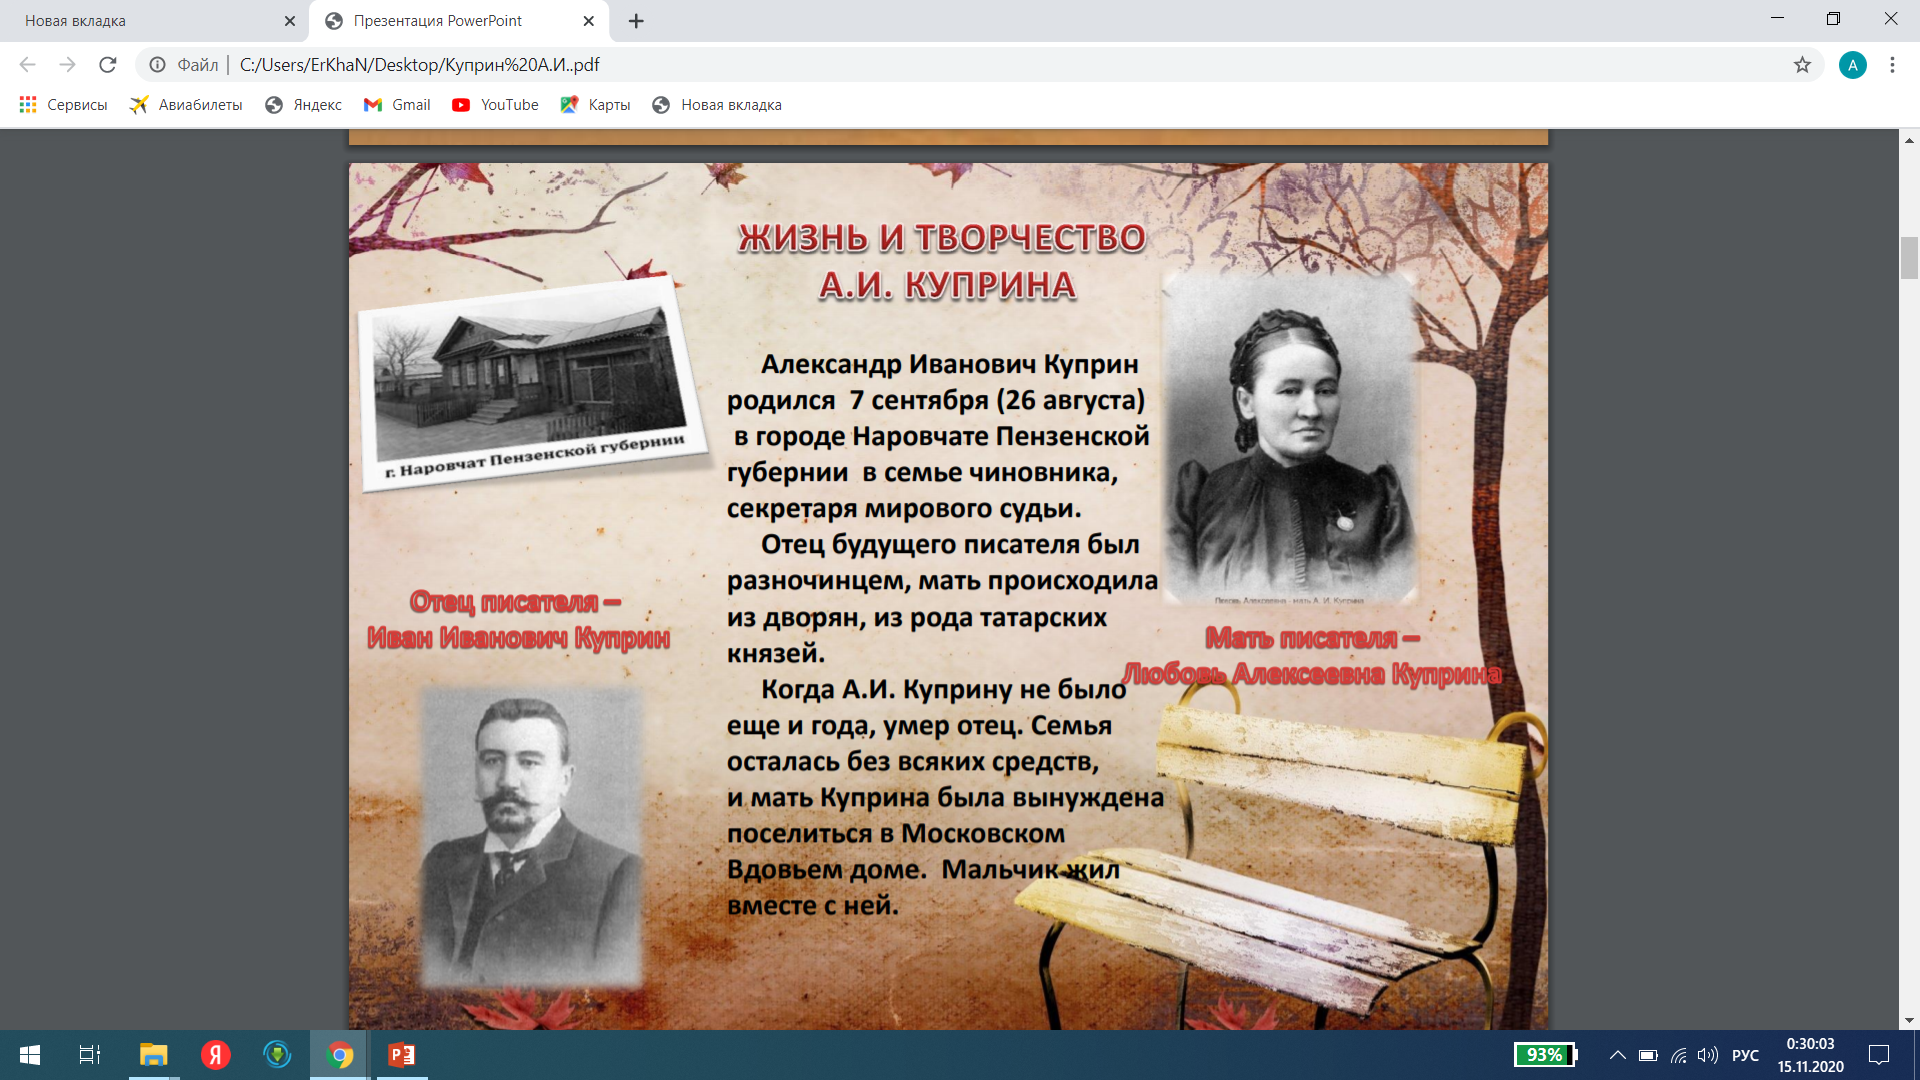 Новая вкладка
Презентация PowerPoint
Файл | C:/Users/ErKhaN/Desktop/Куприн%20А.И..pdf
A
Сервисы
Авиабилеты
Яндекс
Gmail
YouTube
Карты
Новая вкладка
ЖИЗНЬ И ТВОРЧЕСТВО
А.И. КУПРИНА
г. Наровчат Пензенской губернии
Александр Иванович Куприн
родился 7 сентября (26 августа)
в городе Наровчате Пензенской
губернии в семье чиновника,
секретаря мирового судьи.
Отец будущего писателя был
разночинцем, мать происходила
из дворян, из рода татарских
князей.
Когда А.И. Куприну не было
еще и года, умер отец. Семья
осталась без всяких средств,
и мать Куприна была вынуждена
поселиться в Московском
Вдовьем доме. Мальчик жил
вместе с ней.
Отец писателя –
Иван Иванович Куприн
Любовь Алексеевна - мать А. И. Куприна
Мать писателя –
Любовь Алексеевна Куприна
Я
P
93%
РУС
0:30:03
15.11.2020